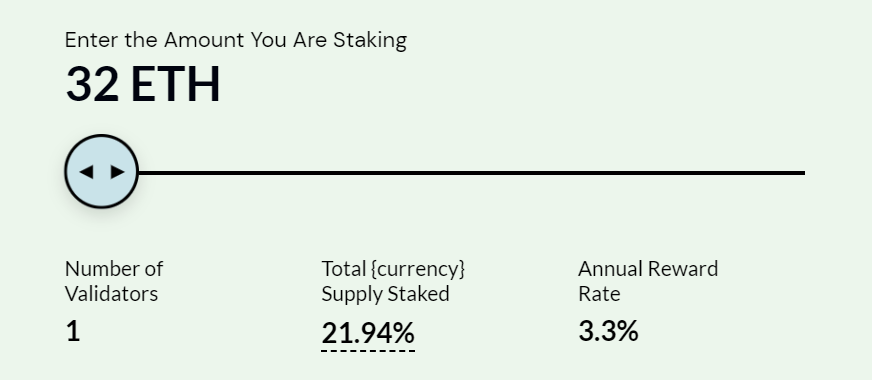 Enter the Amount You Are Staking
32 ETH
Number of
Validators
1
Total {currency}
Supply Staked
21.94%
Annual Reward
Rate
3.3%